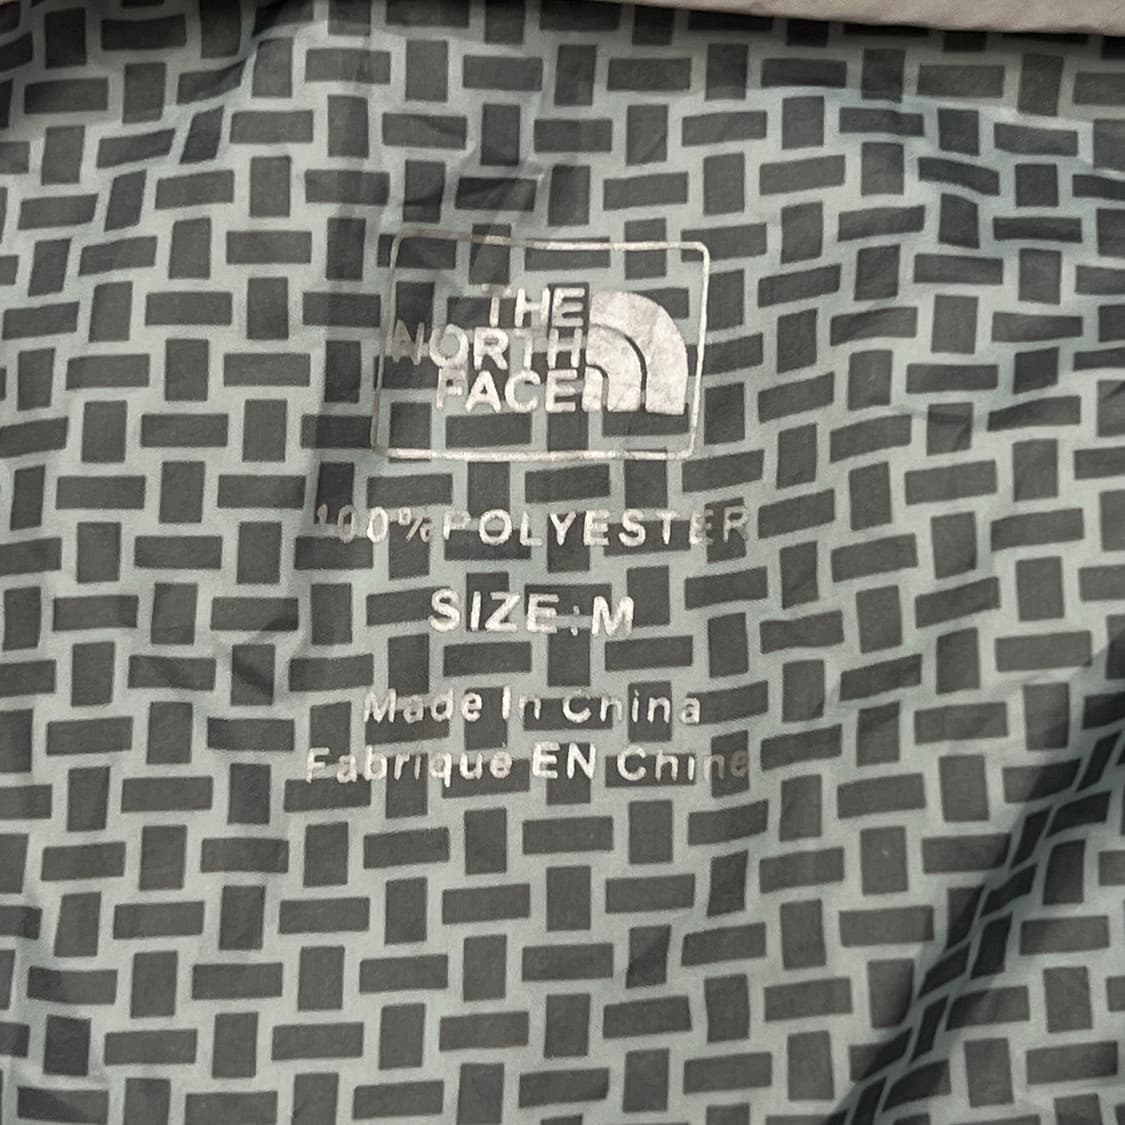 THE
NORTH
FACE
100%POLYESTER
SIZE:M
Made In China
Fabrique EN Chine